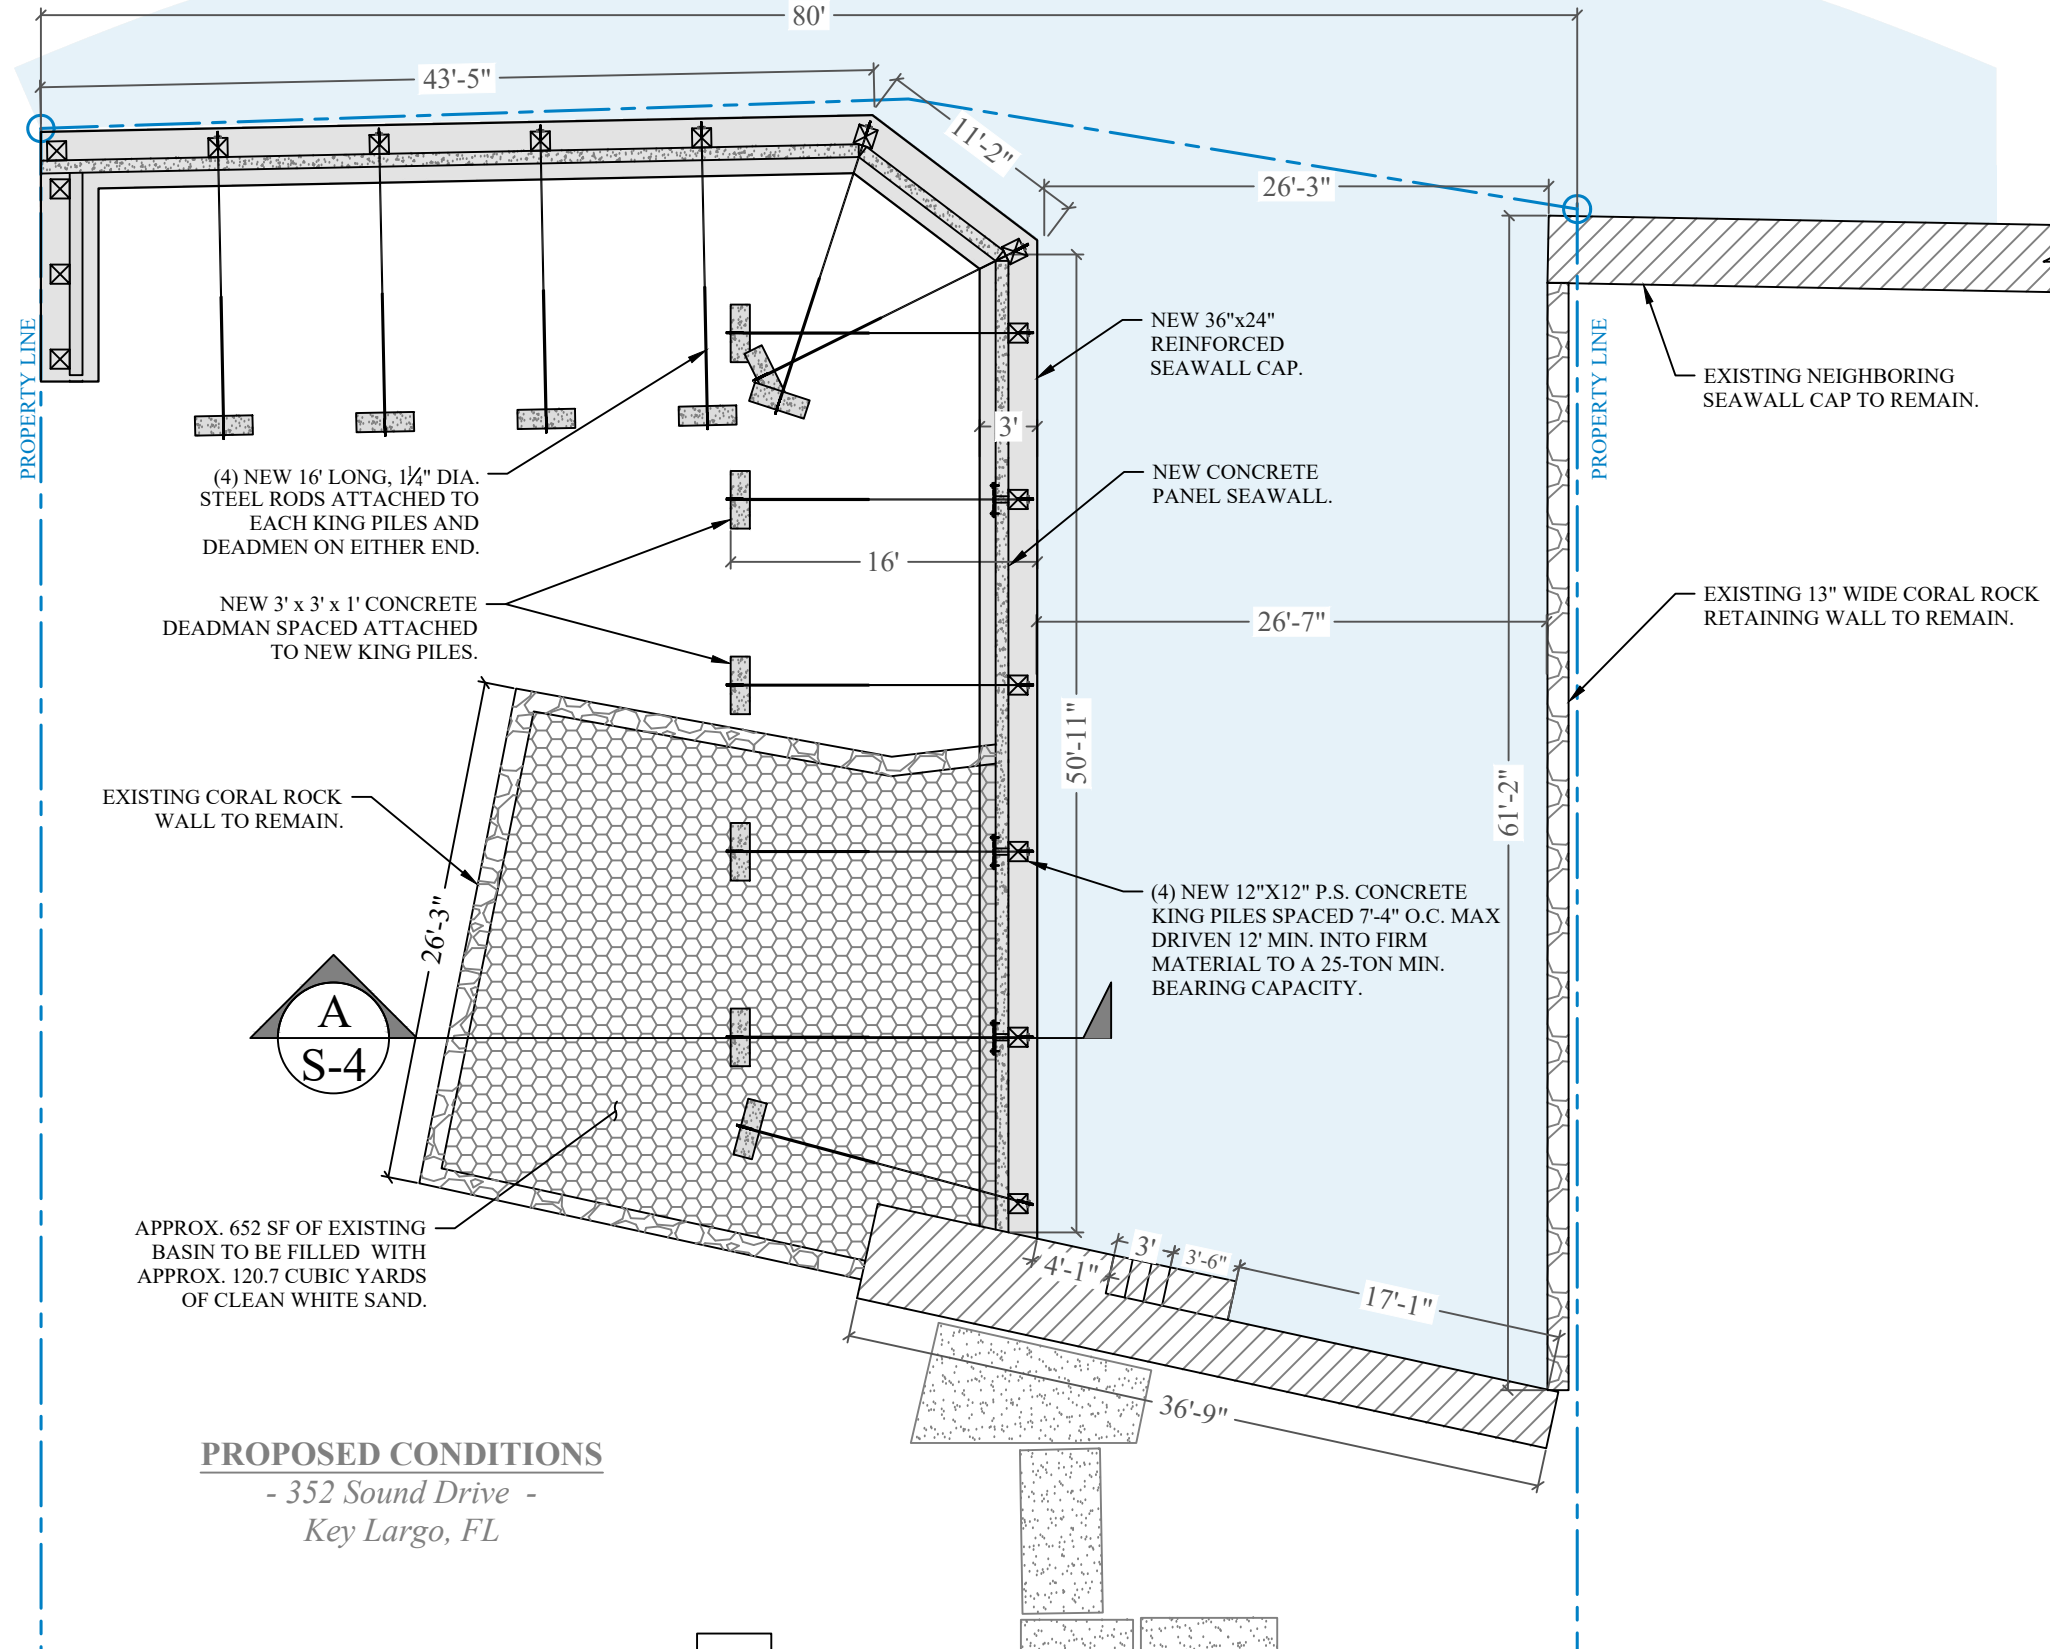 80'
43'-5"
11'-2"
26'-3"
PROPERTY LINE
NEW 36"x24"
REINFORCED
SEAWALL CAP.
PROPERTY LINE
EXISTING NEIGHBORING
SEAWALL CAP TO REMAIN.
3'
(4) NEW 16' LONG, 1¼" DIA.
STEEL RODS ATTACHED TO
EACH KING PILES AND
DEADMEN ON EITHER END.
NEW CONCRETE
PANEL SEAWALL.
16'
NEW 3' x 3' x 1' CONCRETE
DEADMAN SPACED ATTACHED
TO NEW KING PILES.
26'-7"
EXISTING 13" WIDE CORAL ROCK
RETAINING WALL TO REMAIN.
50'-11"
61'-2"
EXISTING CORAL ROCK
WALL TO REMAIN.
26'-3"
(4) NEW 12"X12" P.S. CONCRETE
KING PILES SPACED 7'-4" O.C. MAX
DRIVEN 12' MIN. INTO FIRM
MATERIAL TO A 25-TON MIN.
BEARING CAPACITY.
A
S-4
APPROX. 652 SF OF EXISTING
BASIN TO BE FILLED WITH
APPROX. 120.7 CUBIC YARDS
OF CLEAN WHITE SAND.
4'-1"
3'
3'-6"
17'-1"
36'-9"
PROPOSED CONDITIONS
- 352 Sound Drive -
Key Largo, FL